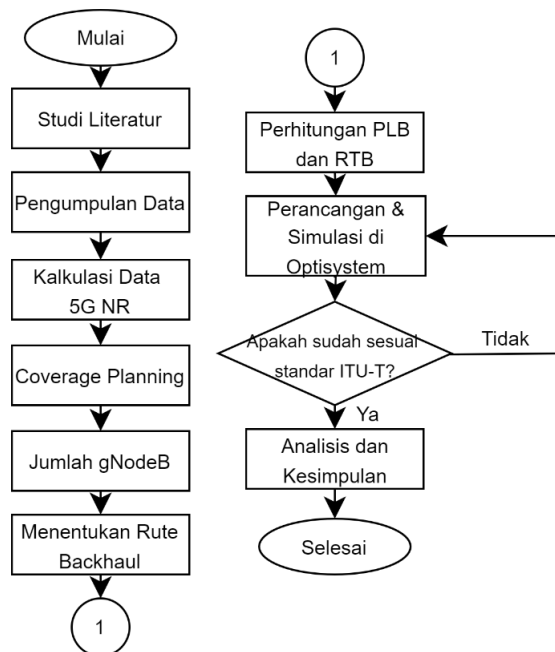 Mulai
Studi Literatur
Pengumpulan Data
Kalkulasi Data
5G NR
Coverage Planning
Jumlah gNodeB
Menentukan Rute
Backhaul
1
1
Perhitungan PLB
dan RTB
Perancangan &
Simulasi di
Optisystem
Apakah sudah sesuai
standar ITU-T?
Tidak
Ya
Analisis dan
Kesimpulan
Selesai